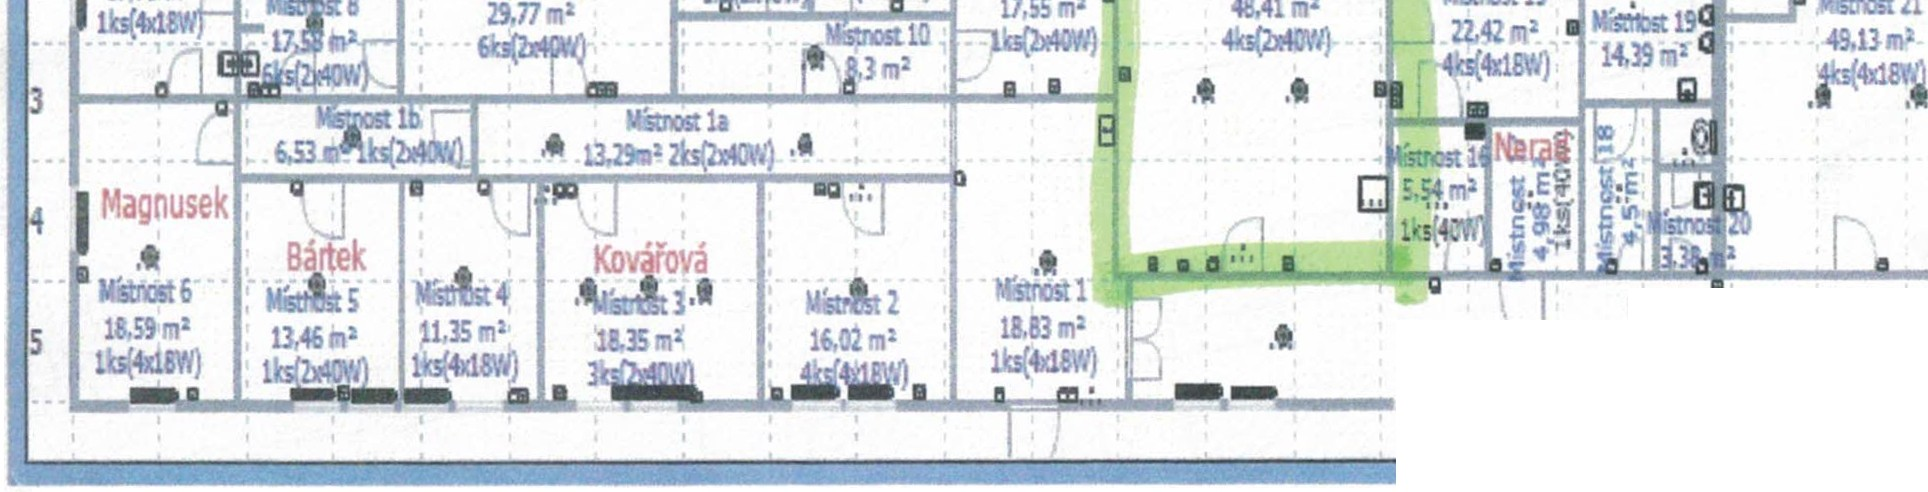 1ks(4x18W)
Místnost 8
17,58 m²
6ks(2x40W)
29,77 m²
6ks(2x40W)
Místnost 10
8,3 m²
17,55 m²
1ks(2x40W)
48,41 m²
4ks(2x40W)
22,42 m²
4ks(4x18W)
Místnost 19
14,39 m²
Místnost 21
49,13 m²
4ks(4x18W)
3
Místnost 1b
6,53 m² 1ks(2x40W)
Místnost 1a
13,29m² 2ks(2x40W)
Místnost 16
5,54 m²
1ks(40W)
Místnost
4,98 m²
1ks(40W)
Místnost 18
4,5 m²
Místnost 20
3,38 m²
4
Magnusek
Místnost 6
18,59 m²
1ks(4x18W)
Bártek
Místnost 5
13,46 m²
1ks(2x40W)
Místnost 4
11,35 m²
1ks(4x18W)
Kovářová
Místnost 3
18,35 m²
3ks(2x40W)
Místnost 2
16,02 m²
4ks(4x18W)
Místnost 1
18,83 m²
1ks(2x40W)
5